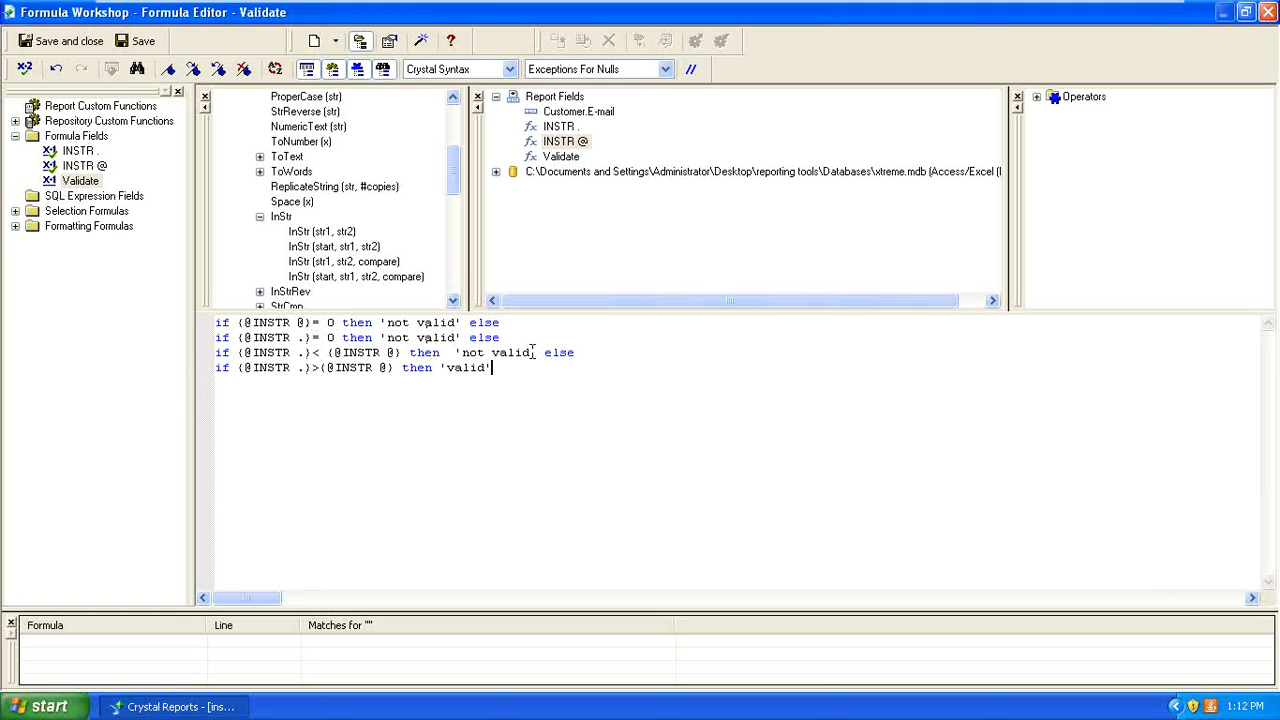 Formula Workshop - Formula Editor - Validate
Save and close Save
Crystal Syntax Exceptions For Nulls //
Report Custom Functions
Repository Custom Functions
Formula Fields
INSTR .
INSTR @
Validate
SQL Expression Fields
Selection Formulas
Formatting Formulas
ProperCase (str)
StrReverse (str)
NumericText (str)
ToNumber (x)
ToText
ToWords
ReplicateString (str, #copies)
Space (x)
InStr
InStr (str1, str2)
InStr (start, str1, str2)
InStr (str1, str2, compare)
InStr (start, str1, str2, compare)
InStrRev
StrCmp
Report Fields
Customer.E-mail
INSTR .
INSTR @
Validate
C:\Documents and Settings\Administrator\Desktop\reporting tools\Databases\xtreme.mdb (Access/Excel (
Operators
if {@INSTR @}= 0 then 'not valid' else
if {@INSTR .}= 0 then 'not valid' else
if {@INSTR .}< {@INSTR @} then 'not valid' else
if {@INSTR .}>{@INSTR @} then 'valid'
Formula Line Matches for ""
start Crystal Reports - [ins... 1:12 PM